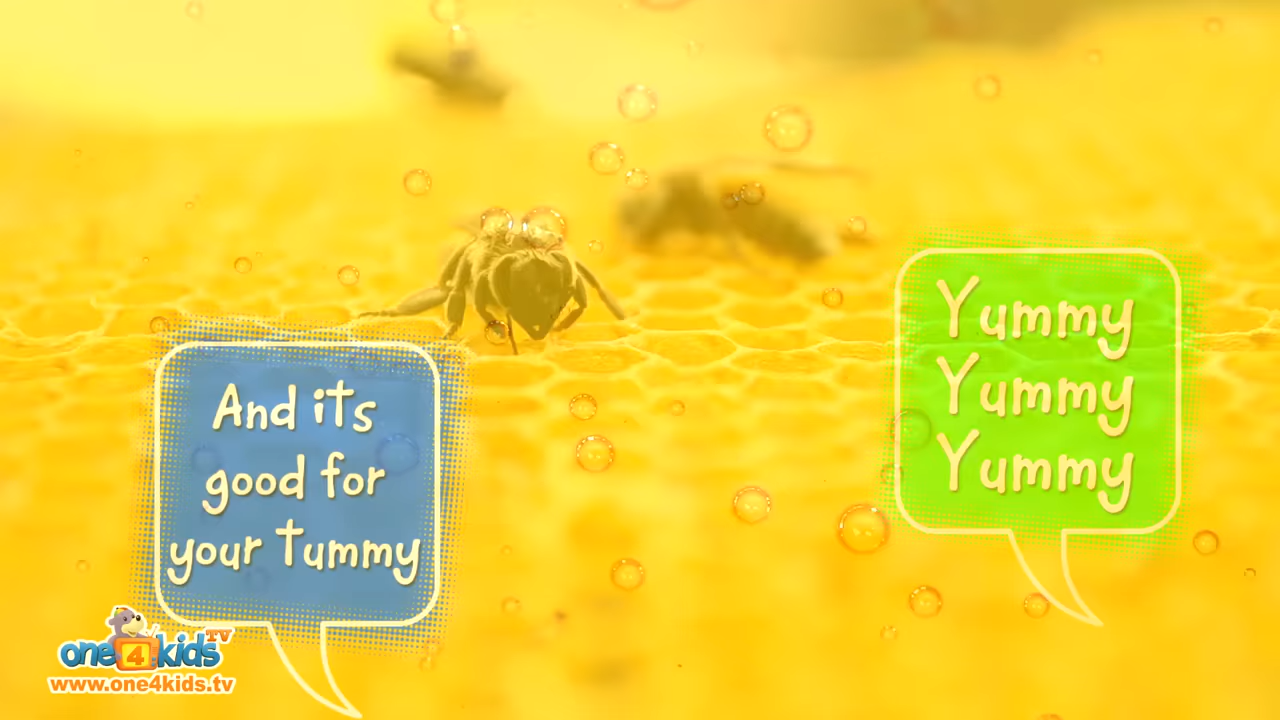 Yummy
Yummy
Yummy
And its
good for
your tummy
one4kids TV
www.one4kids.tv